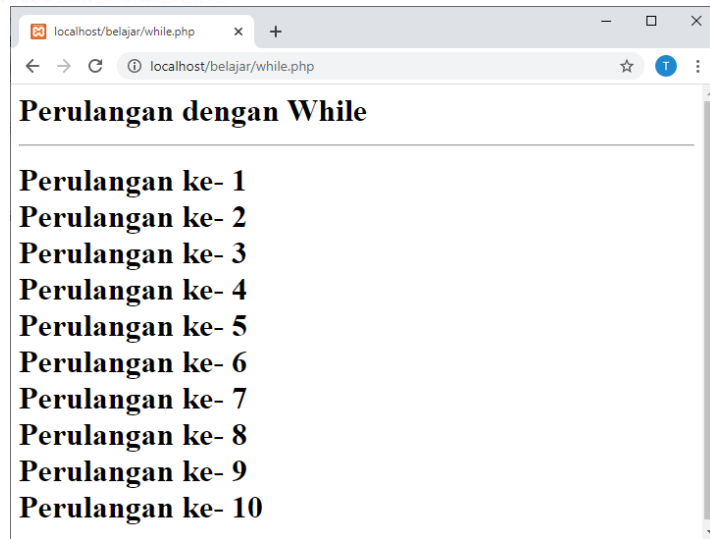 localhost/belajar/while.php
localhost/belajar/while.php
T
Perulangan dengan While
Perulangan ke- 1
Perulangan ke- 2
Perulangan ke- 3
Perulangan ke- 4
Perulangan ke- 5
Perulangan ke- 6
Perulangan ke- 7
Perulangan ke- 8
Perulangan ke- 9
Perulangan ke- 10